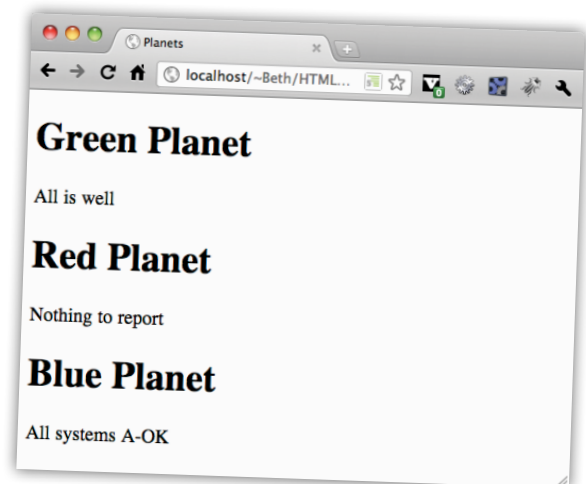 Planets
localhost/~Beth/HTML...
0
Green Planet
All is well
Red Planet
Nothing to report
Blue Planet
All systems A-OK